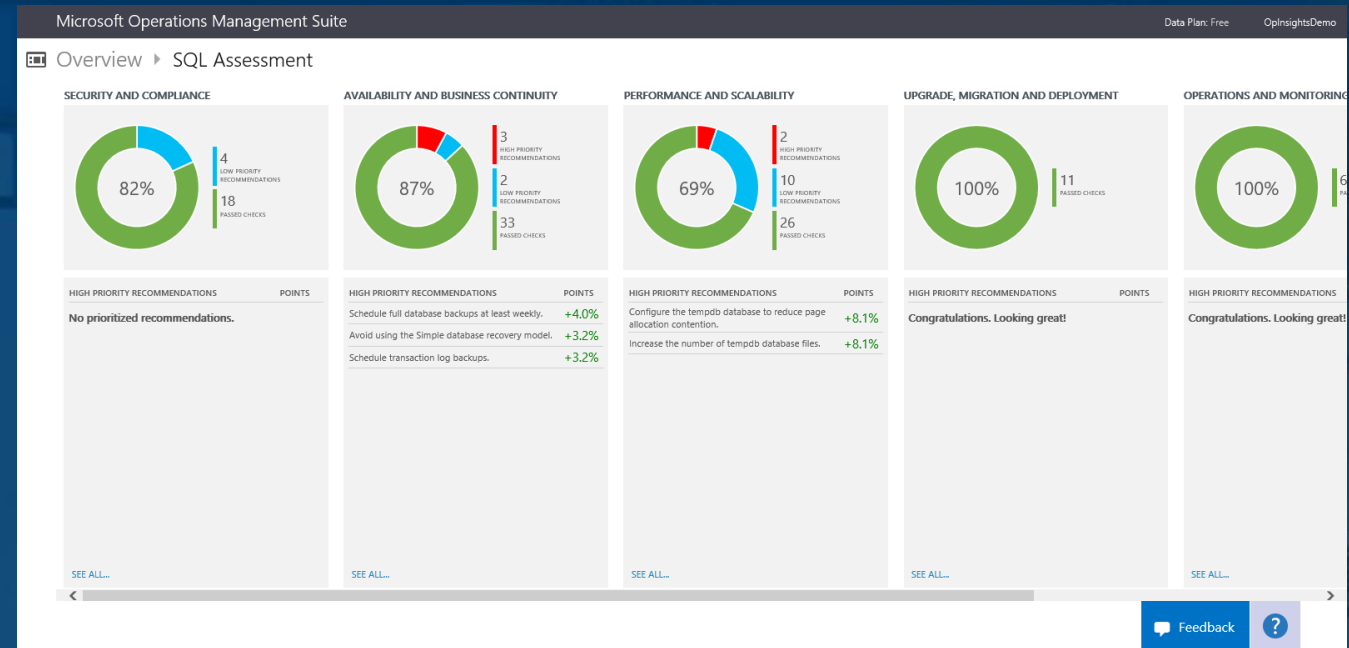 Microsoft Operations Management Suite
Data Plan: Free OpInsightsDemo
Overview SQL Assessment
SECURITY AND COMPLIANCE
82%
4
LOW PRIORITY
RECOMMENDATIONS
18
PASSED CHECKS
HIGH PRIORITY RECOMMENDATIONS POINTS
No prioritized recommendations.
SEE ALL...
AVAILABILITY AND BUSINESS CONTINUITY
87%
3
HIGH PRIORITY
RECOMMENDATIONS
2
LOW PRIORITY
RECOMMENDATIONS
33
PASSED CHECKS
HIGH PRIORITY RECOMMENDATIONS POINTS
Schedule full database backups at least weekly. +4.0%
Avoid using the Simple database recovery model. +3.2%
Schedule transaction log backups. +3.2%
SEE ALL...
PERFORMANCE AND SCALABILITY
69%
2
HIGH PRIORITY
RECOMMENDATIONS
10
LOW PRIORITY
RECOMMENDATIONS
26
PASSED CHECKS
HIGH PRIORITY RECOMMENDATIONS POINTS
Configure the tempdb database to reduce page
allocation contention. +8.1%
Increase the number of tempdb database files. +8.1%
SEE ALL...
UPGRADE, MIGRATION AND DEPLOYMENT
100%
11
PASSED CHECKS
HIGH PRIORITY RECOMMENDATIONS POINTS
Congratulations. Looking great!
SEE ALL...
OPERATIONS AND MONITORING
100%
6
HIGH PRIORITY RECOMMENDATIONS
Congratulations. Looking great!
SEE ALL...
Feedback
?